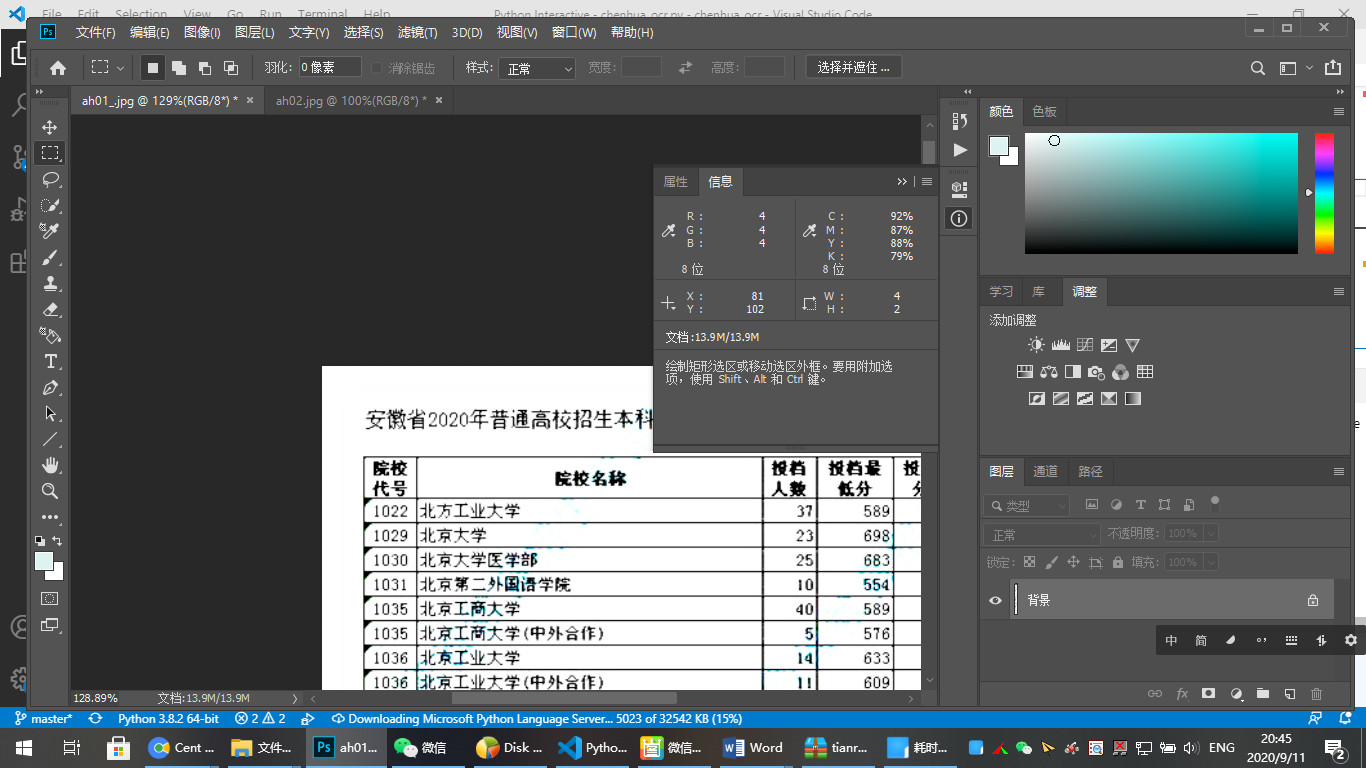 File Edit Selection View Go Run Terminal Help Python Interactive - chenhua_ocr.py - chenhua_ocr - Visual Studio Code
Ps 文件(F) 编辑(E) 图像(I) 图层(L) 文字(Y) 选择(S) 滤镜(T) 3D(D) 视图(V) 窗口(W) 帮助(H)
羽化: 0 像素 消除锯齿 样式: 正常 宽度: 高度: 选择并遮住 ...
ah01_.jpg @ 129%(RGB/8*) * × ah02.jpg @ 100%(RGB/8*) * ×
颜色 色板
属性 信息
R : 4 C : 92%
G : 4 M : 87%
B : 4 Y : 88%
K : 79%
8 位 8 位
X : 81 W : 4
Y : 102 H : 2
文档:13.9M/13.9M
绘制矩形选区或移动选区外框。要用附加选
项，使用 Shift、Alt 和 Ctrl 键。
学习 库 调整
添加调整
安徽省2020年普通高校招生本科
院校 院校名称 投档 投档最 投
代号 人数 低分 分
1022 北方工业大学 37 589
1029 北京大学 23 698
1030 北京大学医学部 25 683
1031 北京第二外国语学院 10 554
1035 北京工商大学 40 589
1035 北京工商大学(中外合作) 5 576
1036 北京工业大学 14 633
1036 北京工业大学(中外合作) 11 609
图层 通道 路径
类型
正常 不透明度: 100%
锁定: 填充: 100%
背景
中 简
128.89% 文档:13.9M/13.9M
master* Python 3.8.2 64-bit 2 2 Downloading Microsoft Python Language Server... 5023 of 32542 KB (15%)
Cent ... 文件... Ps ah01... 微信 Disk ... Pytho... 微信... Word tianr... 耗时... ENG 20:45
2020/9/11 2